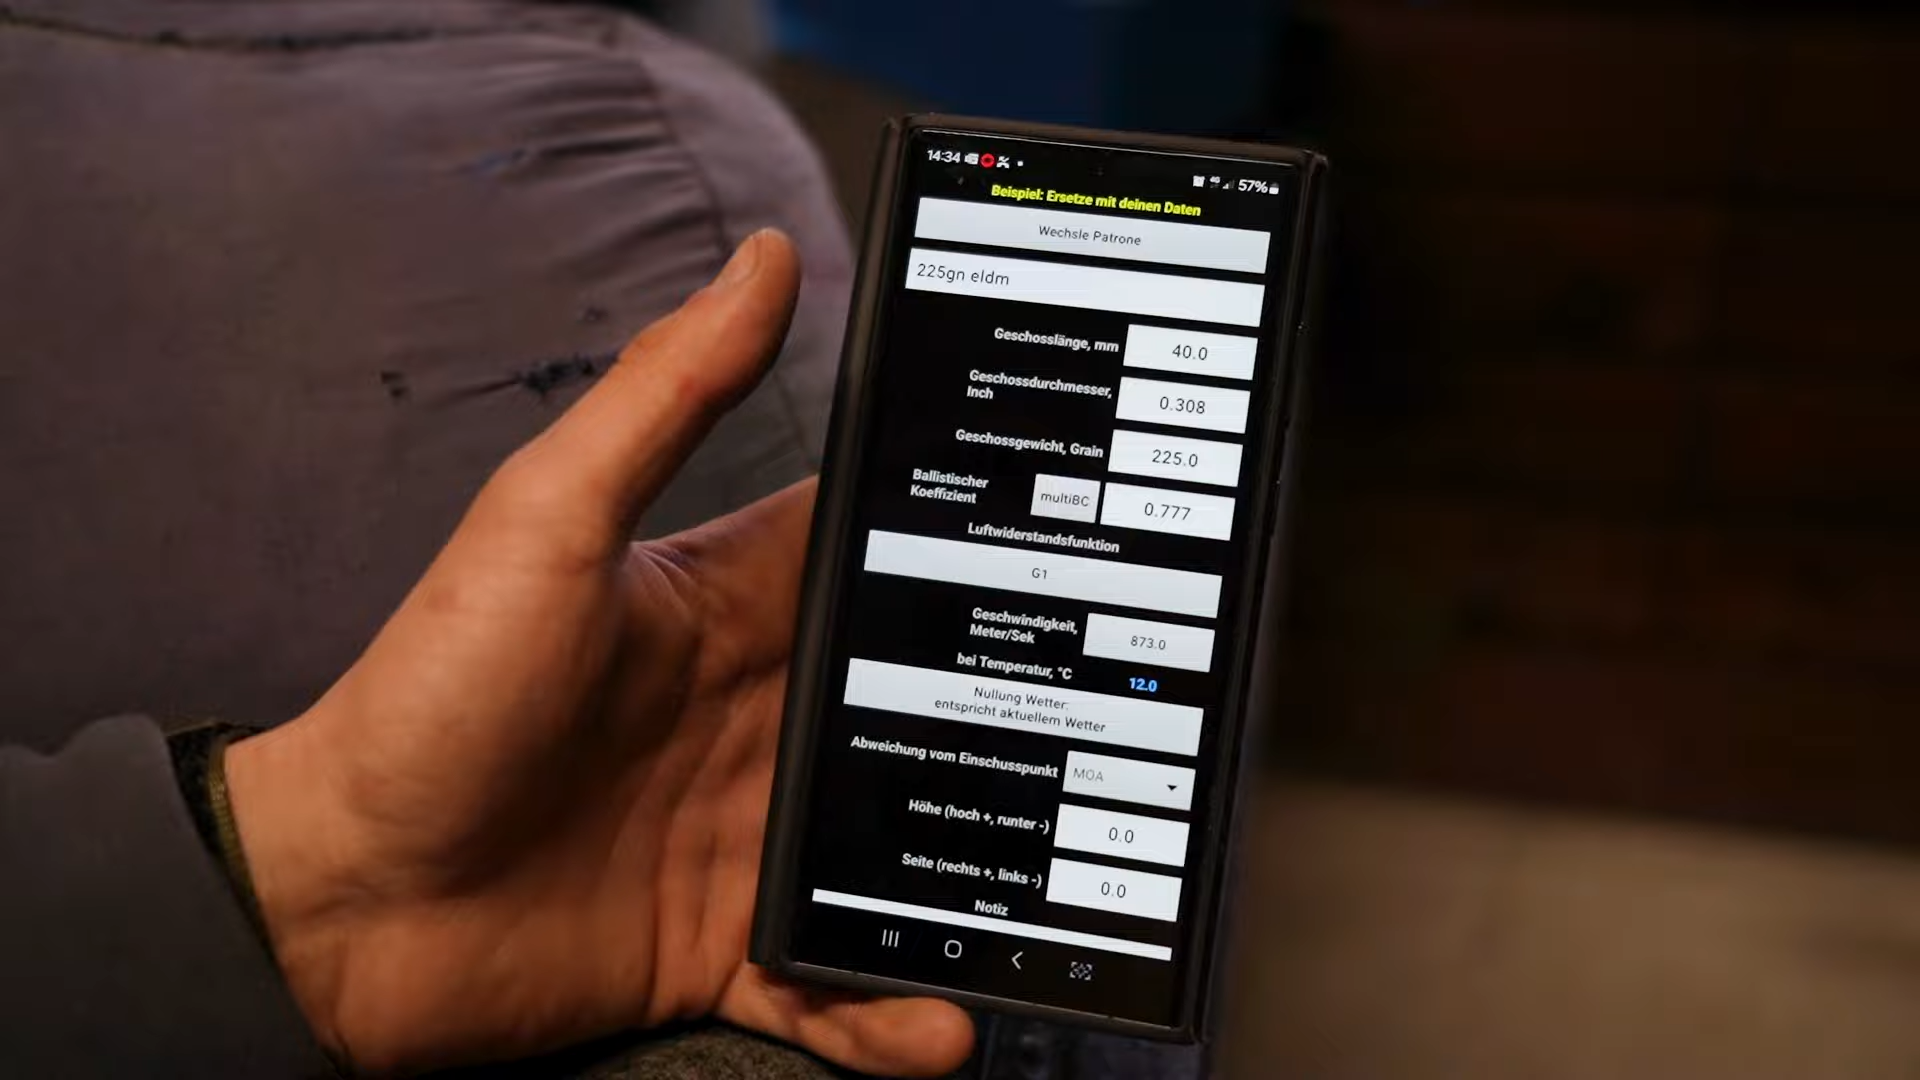 14:34
57%
Beispiel: Ersetze mit deinen Daten
Wechsle Patrone
225gn eldm
Geschosslänge, mm 40.0
Geschossdurchmesser,
Inch
0.308
Geschossgewicht, Grain 225.0
Ballistischer
Koeffizient
multiBC 0.777
Luftwiderstandsfunktion
G1
Geschwindigkeit,
Meter/Sek
873.0
bei Temperatur, °C 12.0
Nullung Wetter:
entspricht aktuellem Wetter
Abweichung vom Einschusspunkt MOA
Höhe (hoch +, runter -) 0.0
Seite (rechts +, links -) 0.0
Notiz